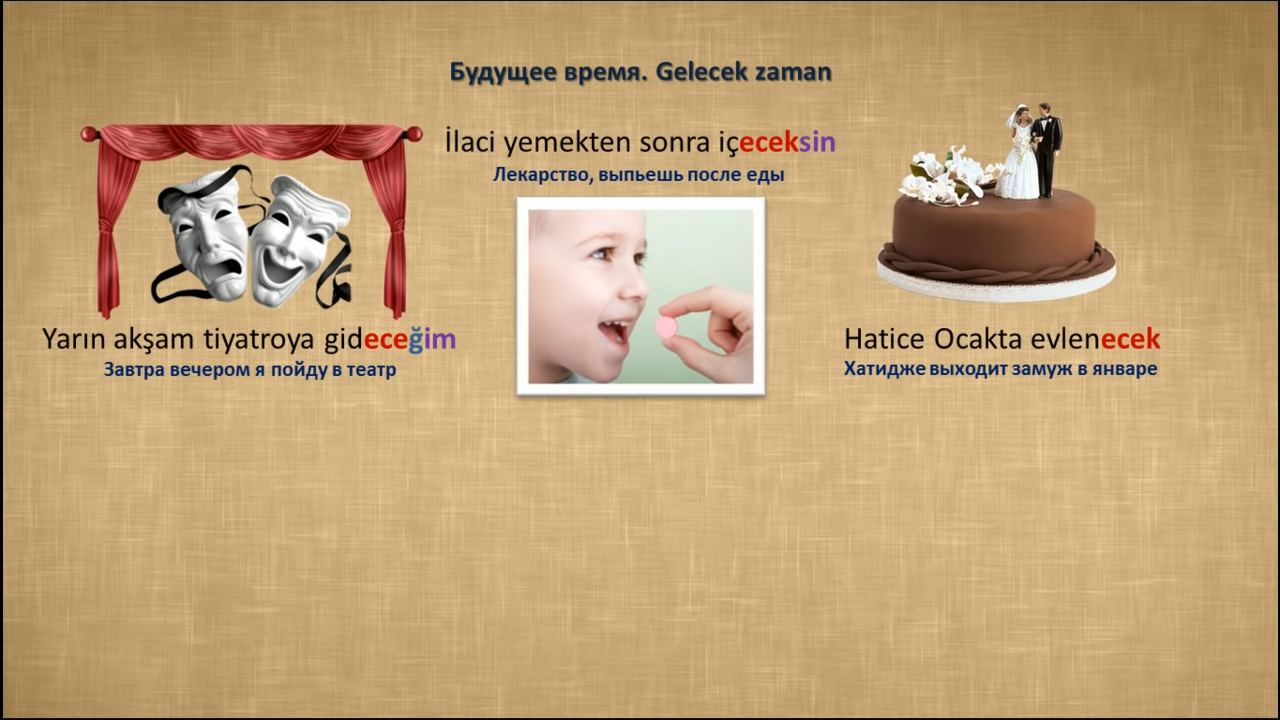 Будущее время. Gelecek zaman
İlaci yemekten sonra içeceksin
Лекарство, выпьешь после еды
Yarın akşam tiyatroya gideceğim
Завтра вечером я пойду в театр
Hatice Ocakta evlenecek
Хатидже выходит замуж в январе